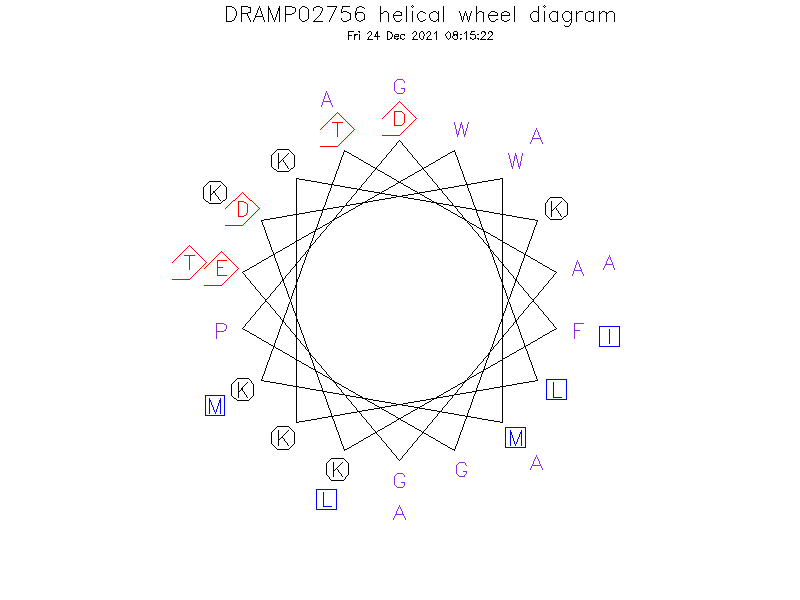 DRAMP02756 helical wheel diagram
Fri 24 Dec 2021 08:15:22
G
A
D
T
W
A
K
W
K
D
K
T
E
A
A
P
F
I
K
L
M
K
M
A
K
G
G
L
A